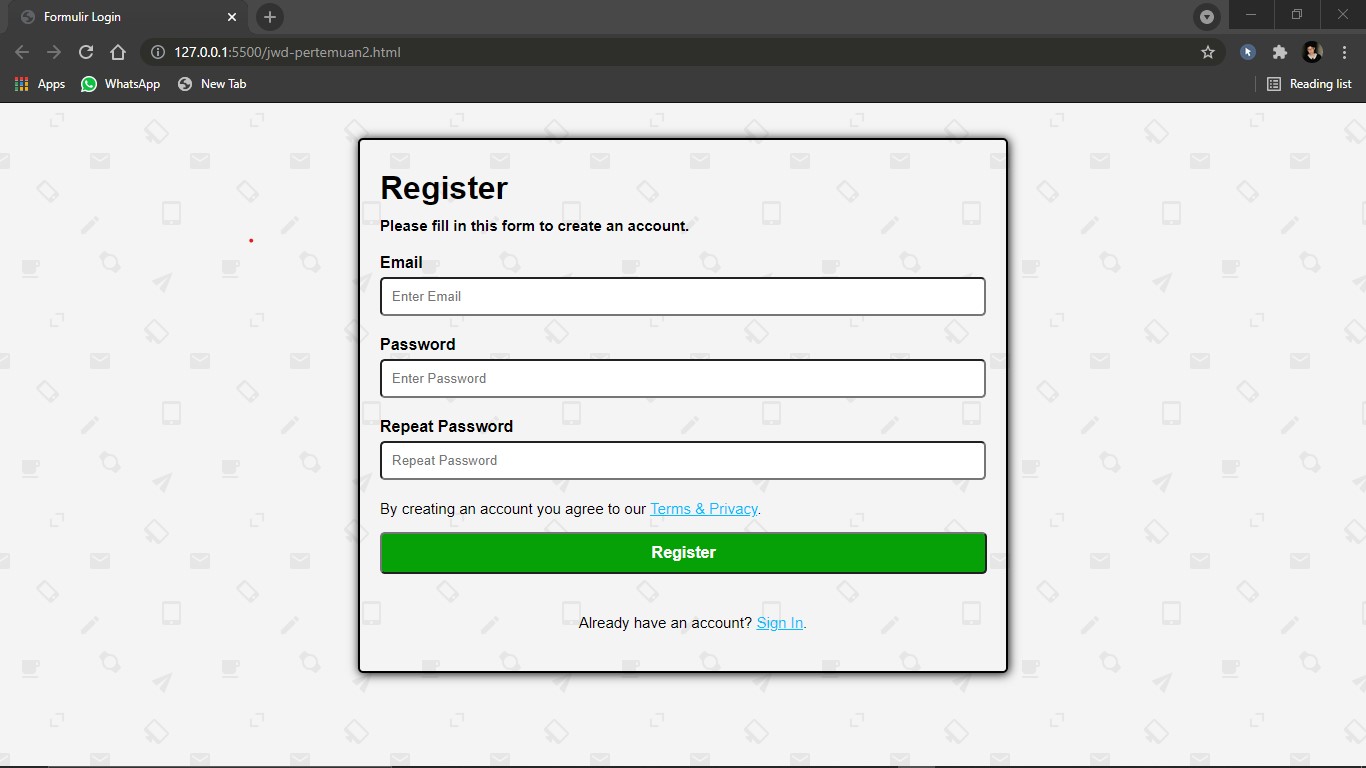 Formulir Login
127.0.0.1:5500/jwd-pertemuan2.html
Apps WhatsApp New Tab Reading list
Register
Please fill in this form to create an account.
Email
Enter Email
Password
Enter Password
Repeat Password
Repeat Password
By creating an account you agree to our Terms & Privacy.
Register
Already have an account? Sign In.